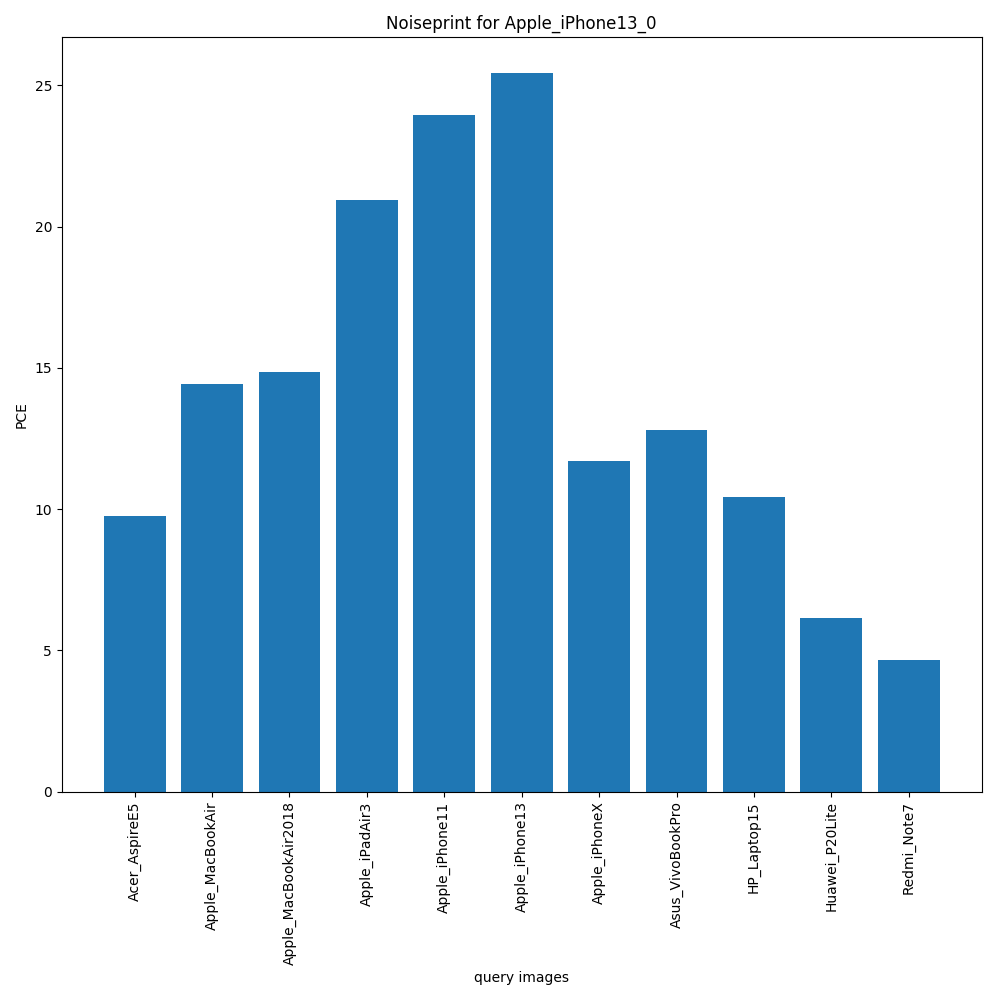 Noiseprint for Apple_iPhone13_0
PCE
25
20
15
10
5
0
Acer_AspireE5
Apple_MacBookAir
Apple_MacBookAir2018
Apple_iPadAir3
Apple_iPhone11
Apple_iPhone13
Apple_iPhoneX
Asus_VivoBookPro
HP_Laptop15
Huawei_P20Lite
Redmi_Note7
query images